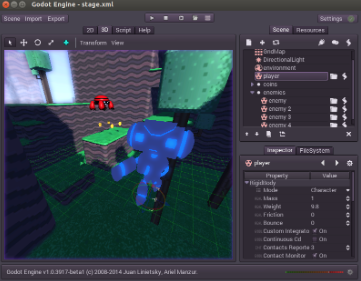 Godot Engine - stage.xml
Scene Import Export
Settings
2D 3D Script Help
Transform View
Scene Resources
GridMap
DirectionalLight
environment
player
coins
enemies
enemy
enemy 2
enemy 3
enemy 4
Inspector FileSystem
player
Property Value
RigidBody
Mode Character
Mass 1
Weight 9.8
Friction 0
Bounce 0
Custom Integrato On
Continuous Cd On
Contacts Reporte 3
Contact Monitor On
Godot Engine v1.0.3917-beta1 (c) 2008-2014 Juan Linietsky, Ariel Manzur.